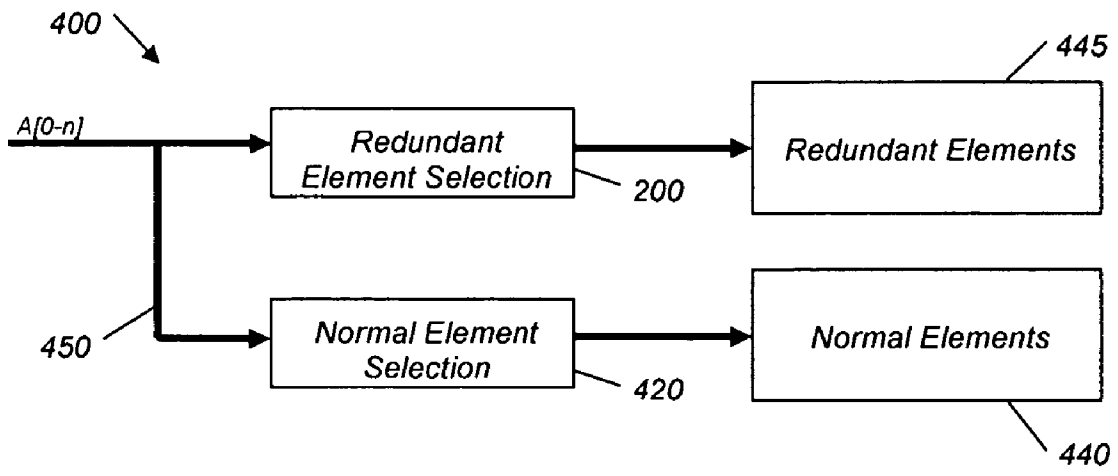 400
445
A[0-n]
Redundant
Element Selection
Redundant Elements
200
450
Normal Element
Selection
Normal Elements
420
440